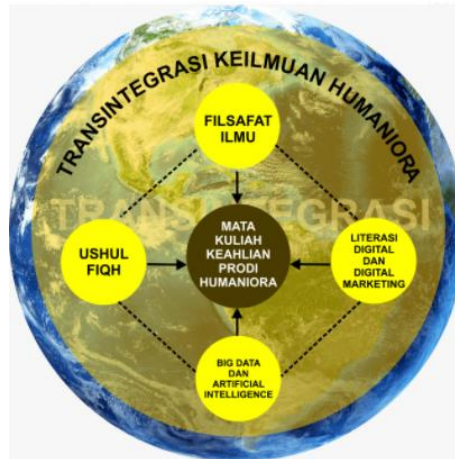 TRANSINTEGRASI KEILMUAN HUMANIORA
FILSAFAT
ILMU
TRANSINTEGRASI
MATA
KULIAH
KEAHLIAN
PRODI
HUMANIORA
USHUL
FIQH
LITERASI
DIGITAL
DAN
DIGITAL
MARKETING
BIG DATA
DAN
ARTIFICIAL
INTELLIGENCE